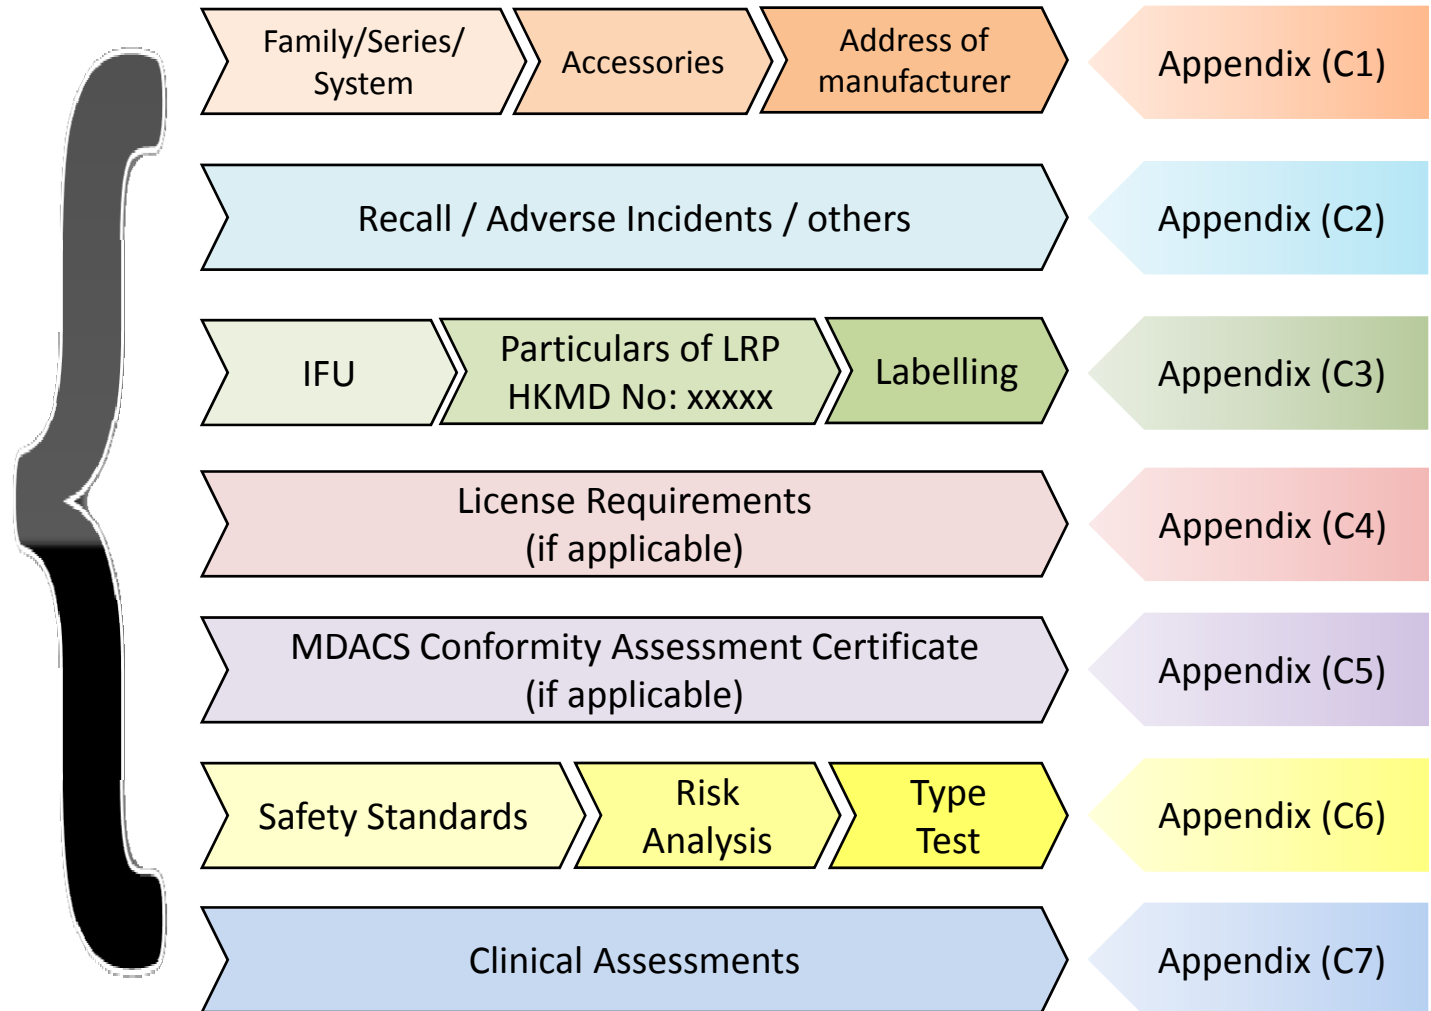 Family/Series/
System
Accessories
Address of
manufacturer
Appendix (C1)
Recall / Adverse Incidents / others
Appendix (C2)
IFU
Particulars of LRP
HKMD No: xxxxx
Labelling
Appendix (C3)
License Requirements
(if applicable)
Appendix (C4)
MDACS Conformity Assessment Certificate
(if applicable)
Appendix (C5)
Safety Standards
Risk
Analysis
Type
Test
Appendix (C6)
Clinical Assessments
Appendix (C7)